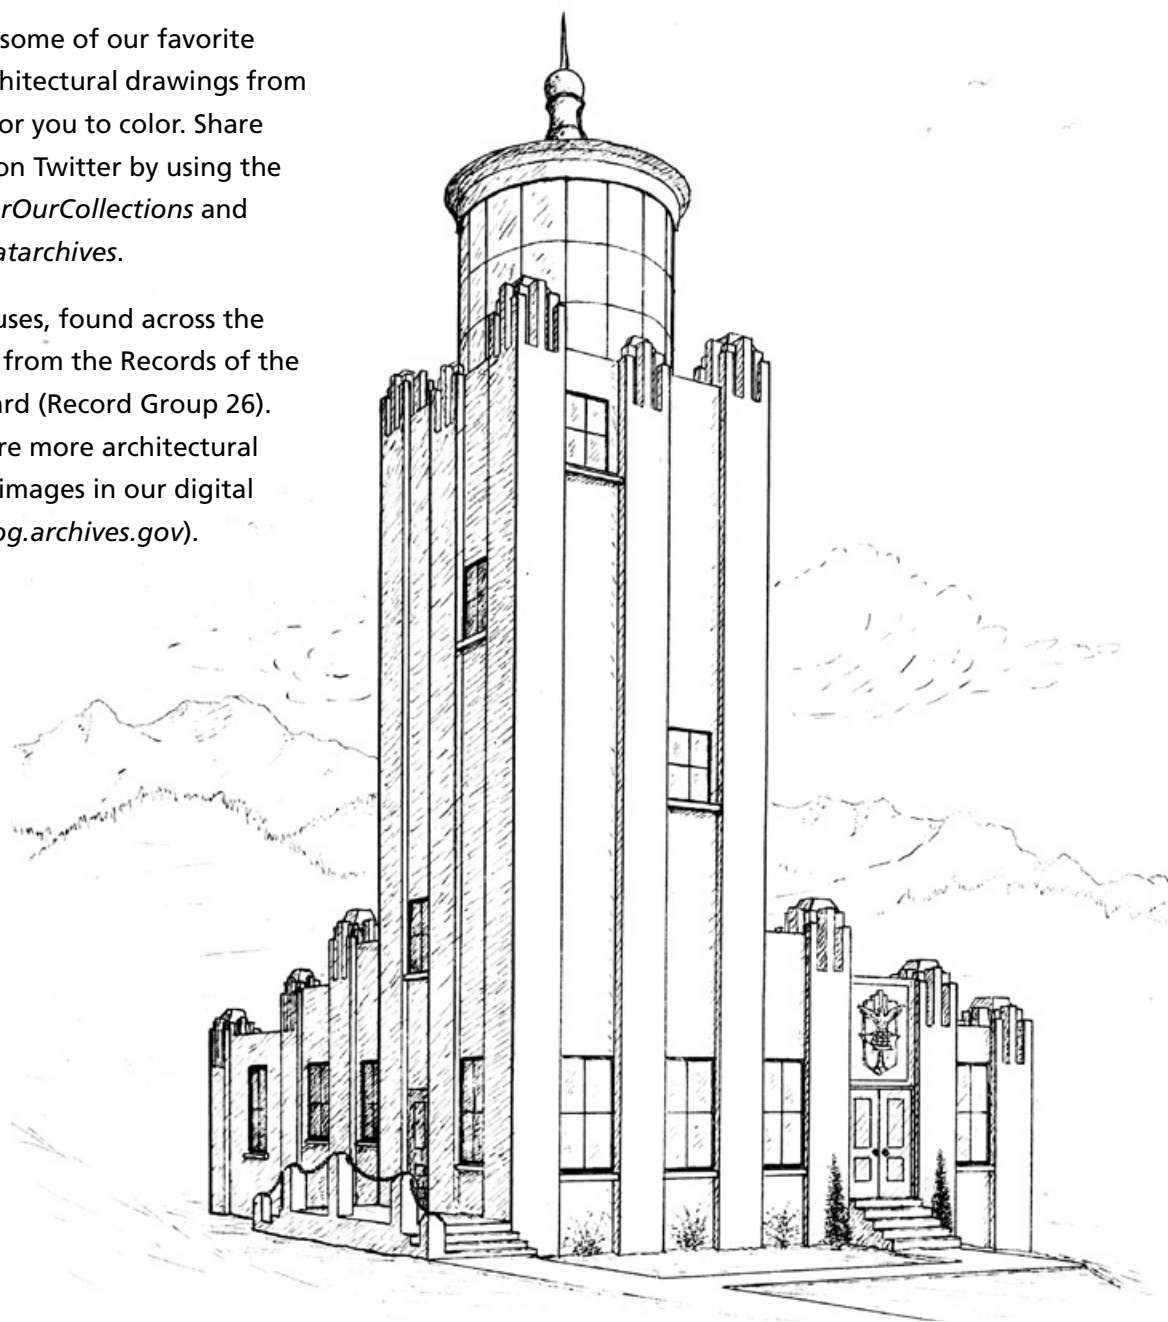 some of our favorite
hitectural drawings from
or you to color. Share
on Twitter by using the
rOurCollections and
atarchives.
uses, found across the
from the Records of the
ard (Record Group 26).
re more architectural
images in our digital
og.archives.gov).